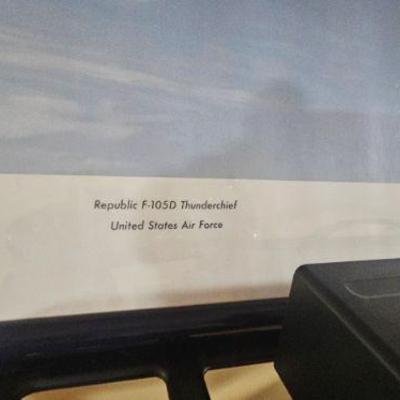 Republic F-105D Thunderchief
United States Air Force